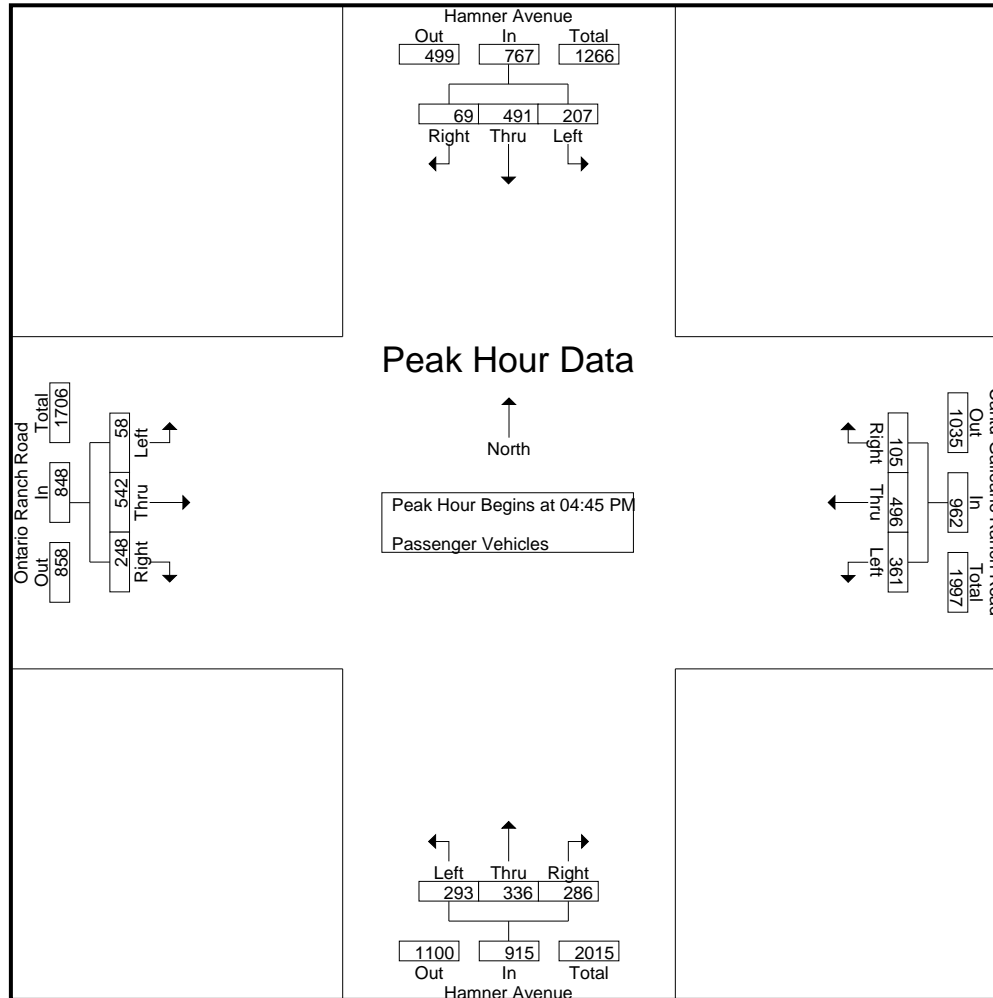 Hamner Avenue
Out In Total
499 767 1266
69 491 207
Right Thru Left
Peak Hour Data
North
Peak Hour Begins at 04:45 PM
Passenger Vehicles
Ontario Ranch Road
Total In Out
1706 848 858
58 542 248
Left Thru Right
Right Thru Left
105 496 361
Out In Total
1035 962 1997
Left Thru Right
293 336 286
1100 915 2015
Out In Total
Hamner Avenue